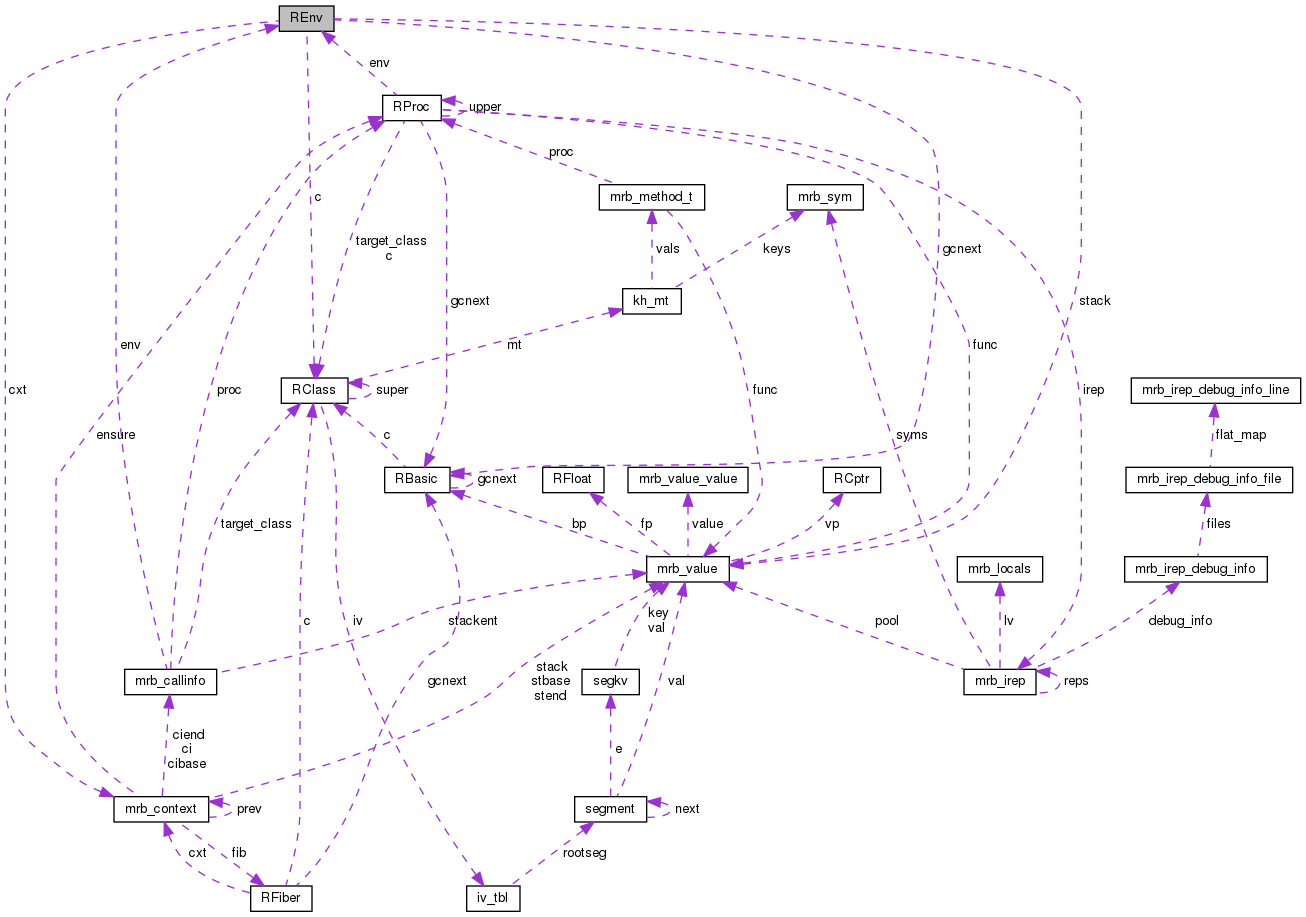 REnv
env
RProc
upper
proc
mrb_method_t
mrb_sym
c
target_class
c
vals
keys
gcnext
gcnext
kh_mt
stack
env
proc
mt
func
cxt
RClass
super
func
irep
mrb_irep_debug_info_line
ensure
c
syms
flat_map
RBasic
gcnext
RFloat
mrb_value_value
RCptr
mrb_irep_debug_info_file
target_class
bp
fp
value
vp
files
mrb_value
mrb_locals
mrb_irep_debug_info
c
iv
stackent
key
val
pool
lv
debug_info
mrb_callinfo
gcnext
stack
stbase
stend
segkv
val
mrb_irep
reps
ciend
ci
cibase
e
mrb_context
prev
segment
next
cxt
fib
rootseg
RFiber
iv_tbl